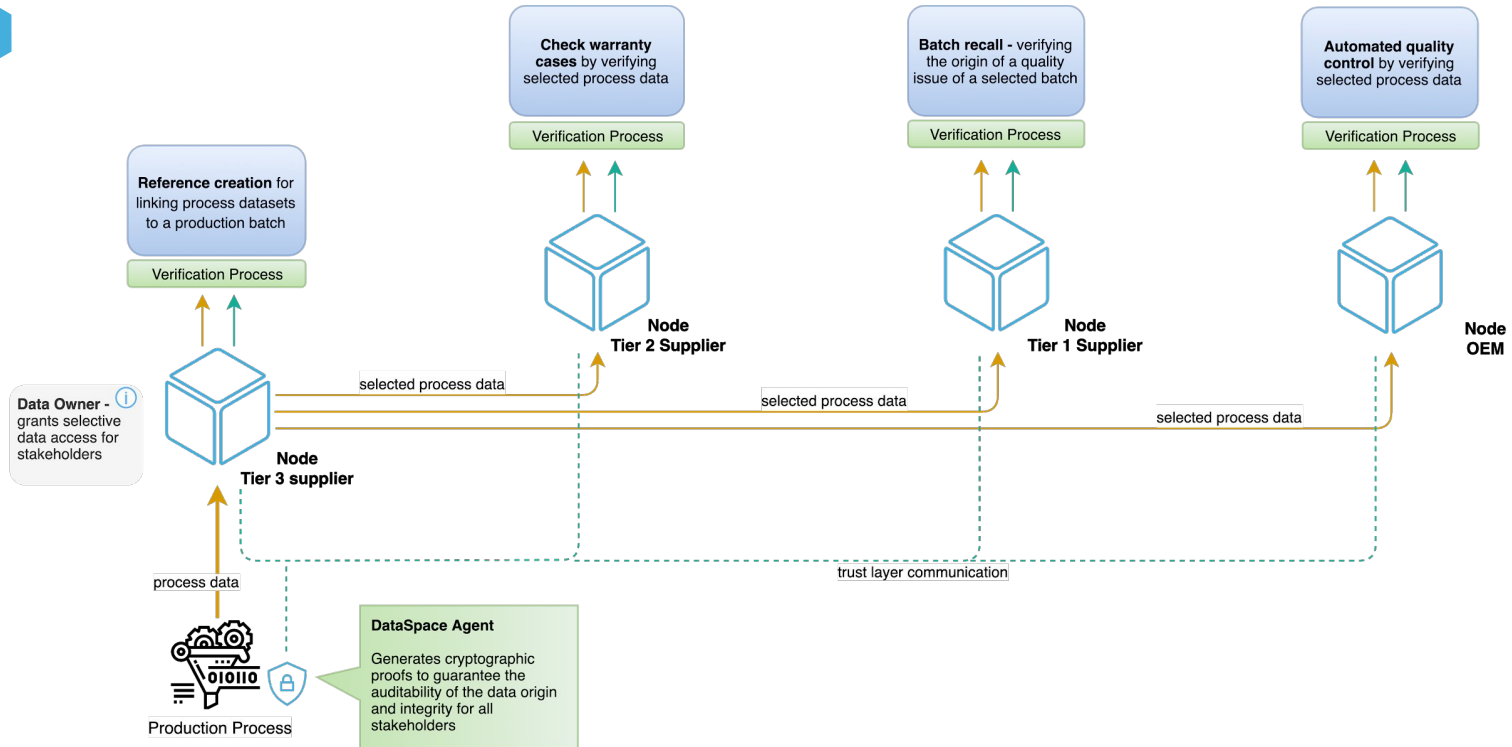 Check warranty
cases by verifying
selected process data
Verification Process
Batch recall - verifying
the origin of a quality
issue of a selected batch
Verification Process
Automated quality
control by verifying
selected process data
Verification Process
Reference creation for
linking process datasets
to a production batch
Verification Process
Node
Tier 2 Supplier
Node
Tier 1 Supplier
Node
OEM
selected process data
selected process data
selected process data
Data Owner -
i
grants selective
data access for
stakeholders
Node
Tier 3 supplier
process data
trust layer communication
DataSpace Agent
Generates cryptographic
proofs to guarantee the
auditability of the data origin
and integrity for all
stakeholders
010110
Production Process